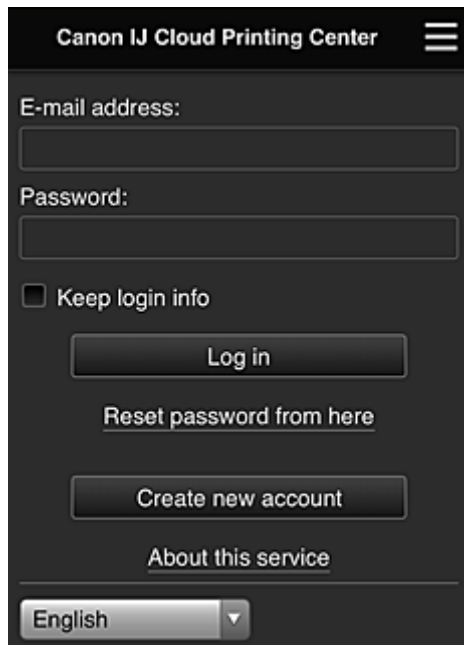 Canon IJ Cloud Printing Center
E-mail address:
Password:
Keep login info
Log in
Reset password from here
Create new account
About this service
English